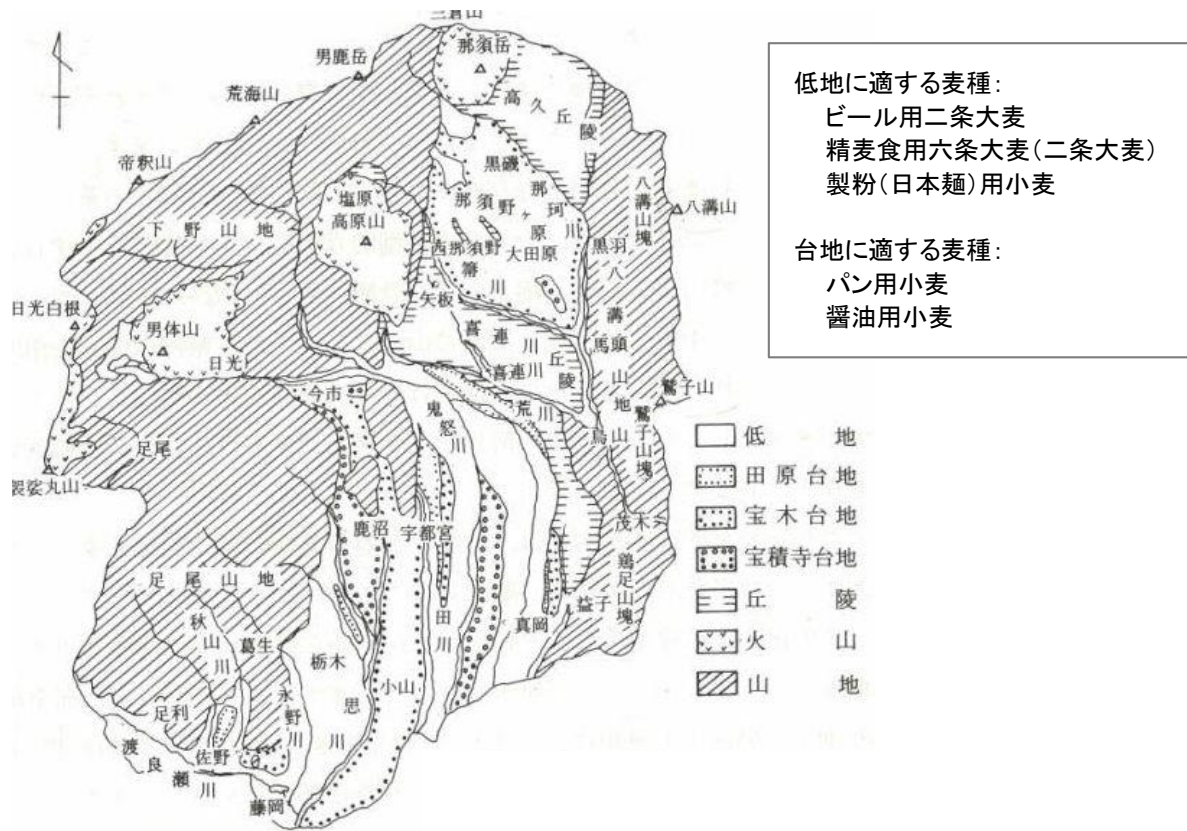 三倉山
那須岳
男鹿岳
高久丘陵
荒海山
黒磯
帝釈山
那須野ヶ原
那珂川
八溝山塊
八溝山
塩原
高原山
下野山地
西那須野
大田原
黒羽
箒川
矢板
日光白根
男体山
日光
喜連川丘陵
喜連川
馬頭
八溝山地
鷲子山
鷲子山塊
今市
鬼怒川
荒川
烏山
足尾
袈裟丸山
鹿沼
宇都宮
茂木
鶏足山塊
足尾山地
益子
秋山川
葛生
田川
真岡
栃木
小山
思川
永野川
足利
佐野
渡良瀬川
藤岡
低地に適する麦種:
ビール用二条大麦
精麦食用六条大麦(二条大麦)
製粉(日本麺)用小麦
台地に適する麦種:
パン用小麦
醤油用小麦
低地
田原台地
宝木台地
宝積寺台地
丘陵
火山
山地